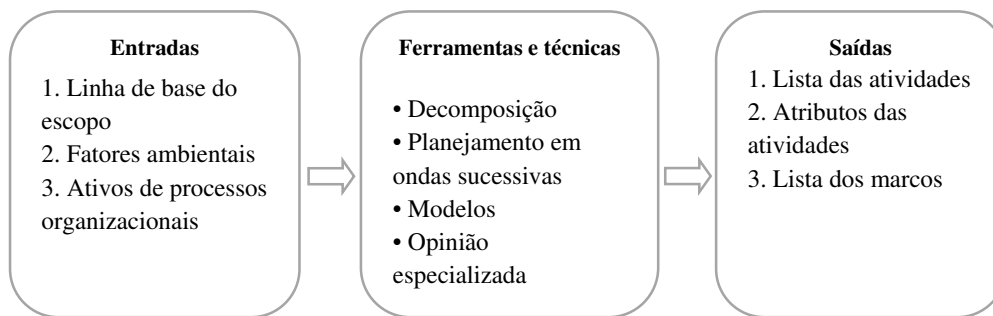 Entradas
1. Linha de base do
escopo
2. Fatores ambientais
3. Ativos de processos
organizacionais
Ferramentas e técnicas
• Decomposição
• Planejamento em
ondas sucessivas
• Modelos
• Opinião
especializada
Saídas
1. Lista das atividades
2. Atributos das
atividades
3. Lista dos marcos